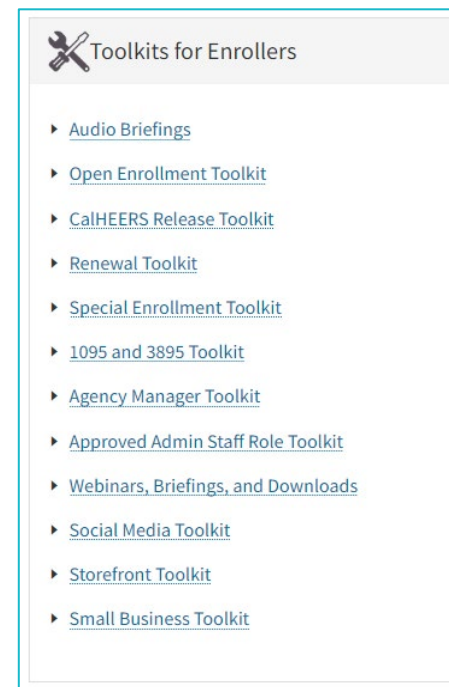 Toolkits for Enrollers
Audio Briefings
Open Enrollment Toolkit
CalHEERS Release Toolkit
Renewal Toolkit
Special Enrollment Toolkit
1095 and 3895 Toolkit
Agency Manager Toolkit
Approved Admin Staff Role Toolkit
Webinars, Briefings, and Downloads
Social Media Toolkit
Storefront Toolkit
Small Business Toolkit